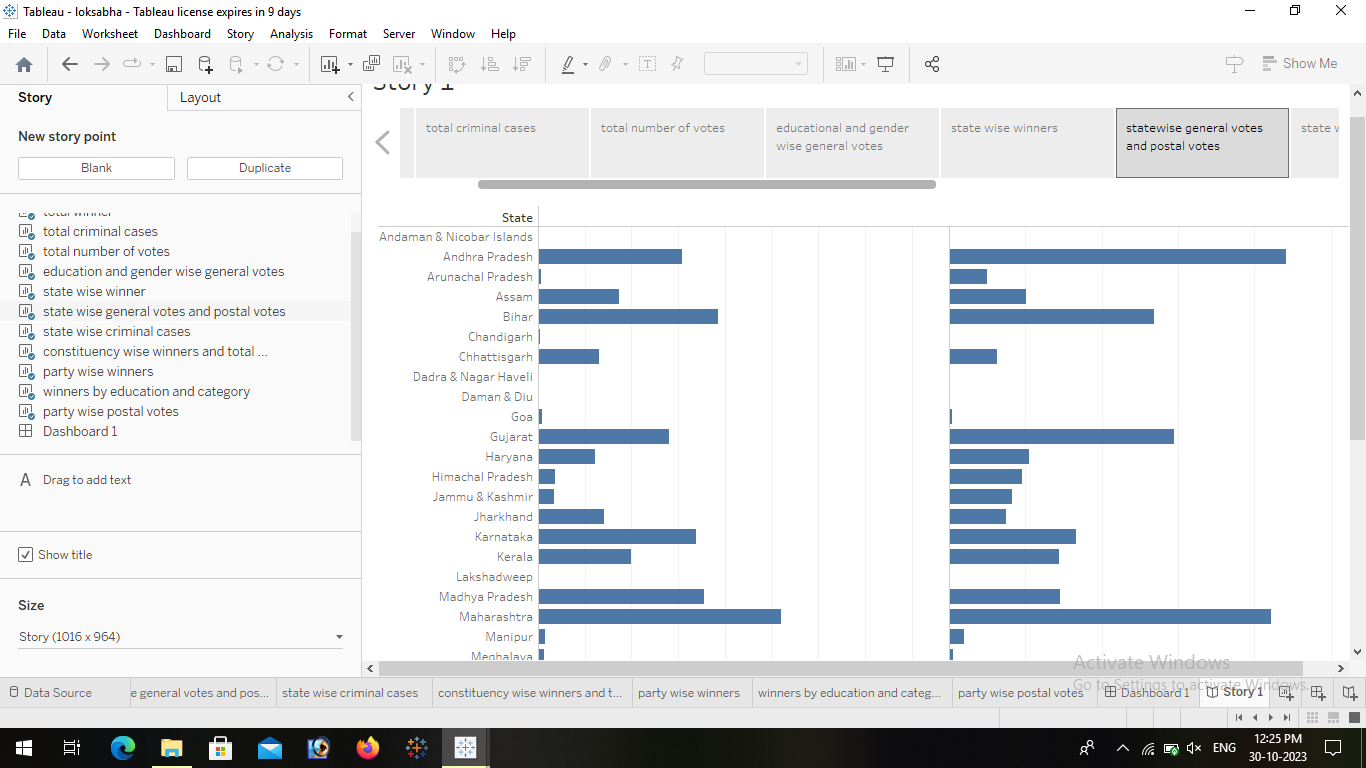 Tableau - loksabha - Tableau license expires in 9 days
File Data Worksheet Dashboard Story Analysis Format Server Window Help
Show Me
Story Layout
New story point
Blank Duplicate
total winner
total criminal cases
total number of votes
education and gender wise general votes
state wise winner
state wise general votes and postal votes
state wise criminal cases
constituency wise winners and total ...
party wise winners
winners by education and category
party wise postal votes
Dashboard 1
A Drag to add text
Show title
Size
Story (1016 x 964)
Story 1
total criminal cases
total number of votes
educational and gender
wise general votes
state wise winners
statewise general votes
and postal votes
state w
State
Andaman & Nicobar Islands
Andhra Pradesh
Arunachal Pradesh
Assam
Bihar
Chandigarh
Chhattisgarh
Dadra & Nagar Haveli
Daman & Diu
Goa
Gujarat
Haryana
Himachal Pradesh
Jammu & Kashmir
Jharkhand
Karnataka
Kerala
Lakshadweep
Madhya Pradesh
Maharashtra
Manipur
Meghalaya
Activate Windows
Go to Settings to activate Windows.
Data Source e general votes and pos... state wise criminal cases constituency wise winners and t... party wise winners winners by education and categ... party wise postal votes Dashboard 1 Story 1
ENG
12:25 PM
30-10-2023